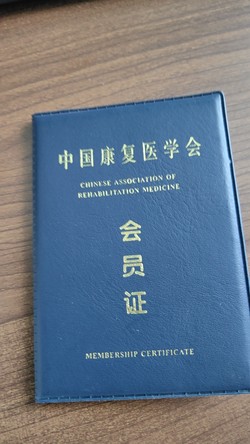 中国康复医学会
CHINESE ASSOCIATION OF
REHABILITATION MEDICINE
会
员
证
MEMBERSHIP CERTIFICATE